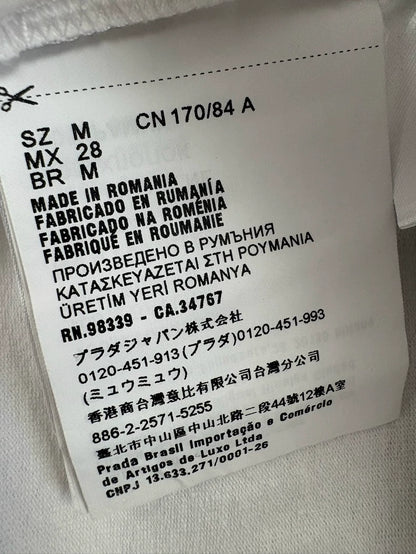 SZ M CN 170/84 A
MX 28
BR M
MADE IN ROMANIA
FABRICADO EN RUMANÍA
FABRICADO NA ROMÉNIA
FABRIQUÉ EN ROUMANIE
ПРОИЗВЕДЕНО В РУМЪНИЯ
ΚΑΤΑΣΚΕΥΑΖΕΤΑΙ ΣΤΗ ΡΟΥΜΑΝΙΑ
ÜRETİM YERİ ROMANYA
RN.98339 - CA.34767
プラダジャパン株式会社
0120-451-913(プラダ)0120-451-993
(ミュウミュウ)
香港商台灣意比有限公司台灣分公司
886-2-2571-5255
臺北市中山區中山北路二段44號12樓A室
Prada Brasil Importação e Comércio
de Artigos de Luxo Ltda
CNPJ 13.633.271/0001-26